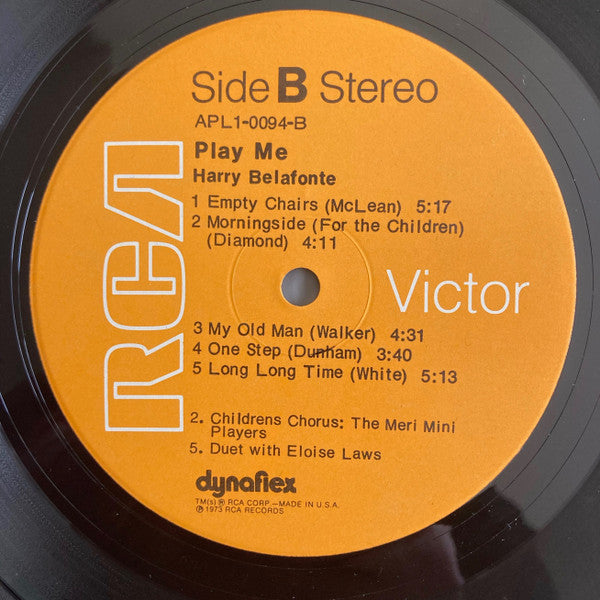 Side B Stereo
APL1-0094-B
Play Me
Harry Belafonte
1 Empty Chairs (McLean) 5:17
2 Morningside (For the Children)
(Diamond) 4:11
RCA
Victor
3 My Old Man (Walker) 4:31
4 One Step (Dunham) 3:40
5 Long Long Time (White) 5:13
2. Childrens Chorus: The Meri Mini
Players
5. Duet with Eloise Laws
dynaflex
TM(s) ® RCA CORP.—MADE IN U.S.A.
℗ 1973 RCA RECORDS